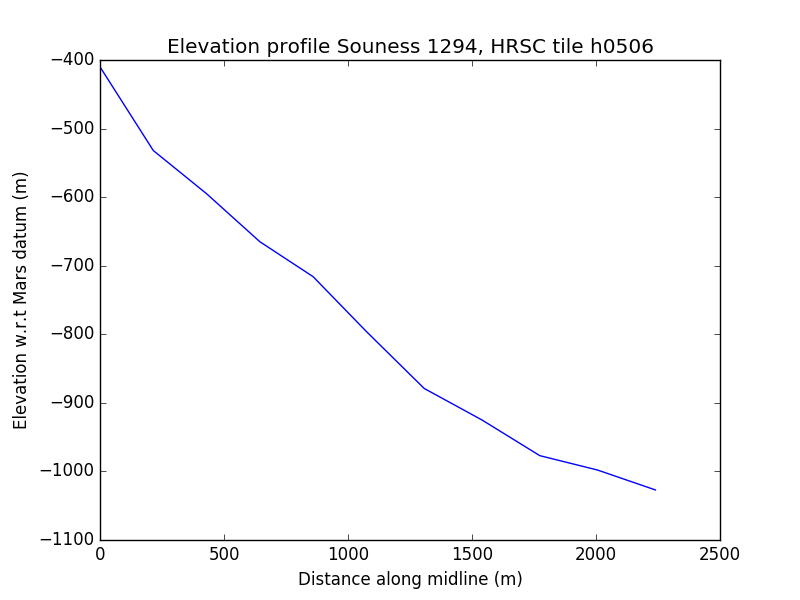 Elevation profile Souness 1294, HRSC tile h0506
−400
−500
−600
−700
−800
−900
−1000
−1100
Elevation w.r.t Mars datum (m)
0 500 1000 1500 2000 2500
Distance along midline (m)